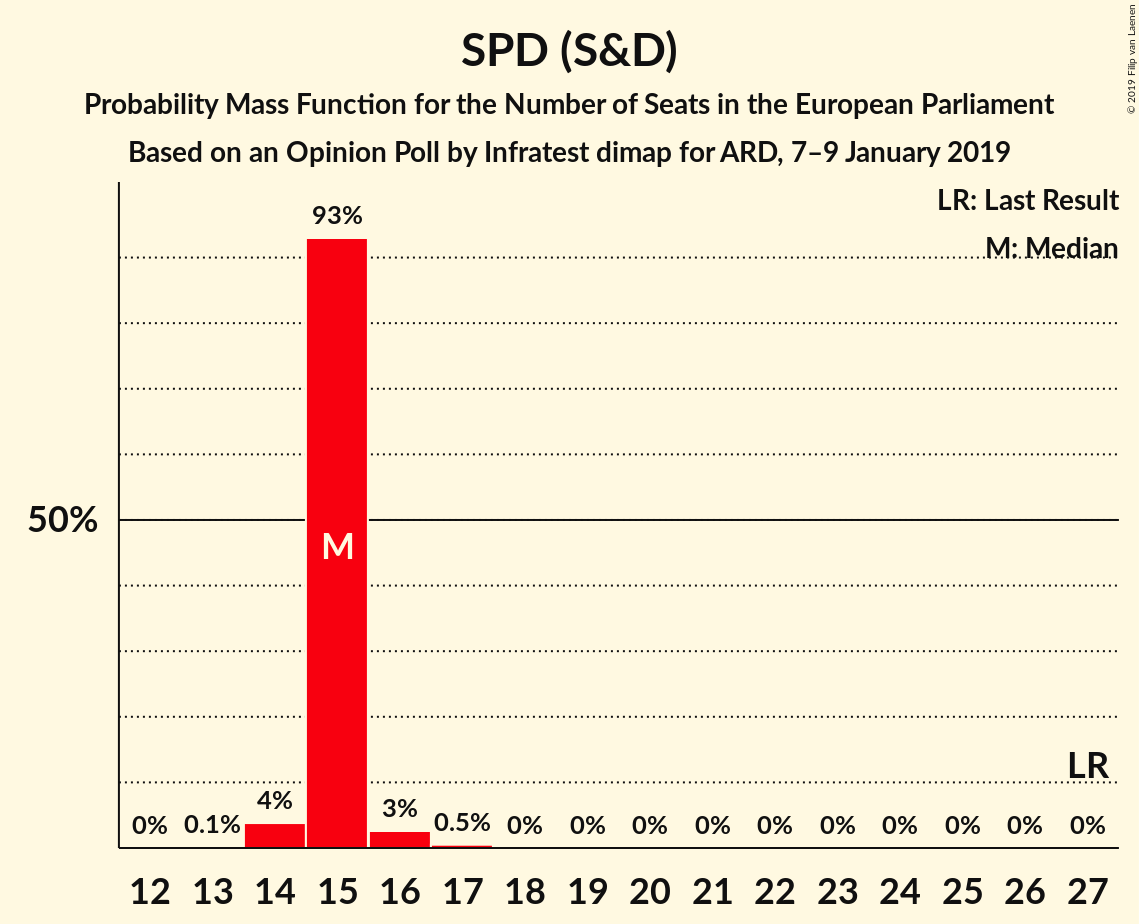 SPD (S&D)
Probability Mass Function for the Number of Seats in the European Parliament
Based on an Opinion Poll by Infratest dimap for ARD, 7–9 January 2019
© 2019 Filip van Laenen
LR: Last Result
M: Median
93%
50%
M
LR
0% 0.1% 4% 3% 0.5% 0% 0% 0% 0% 0% 0% 0% 0% 0% 0%
12 13 14 15 16 17 18 19 20 21 22 23 24 25 26 27